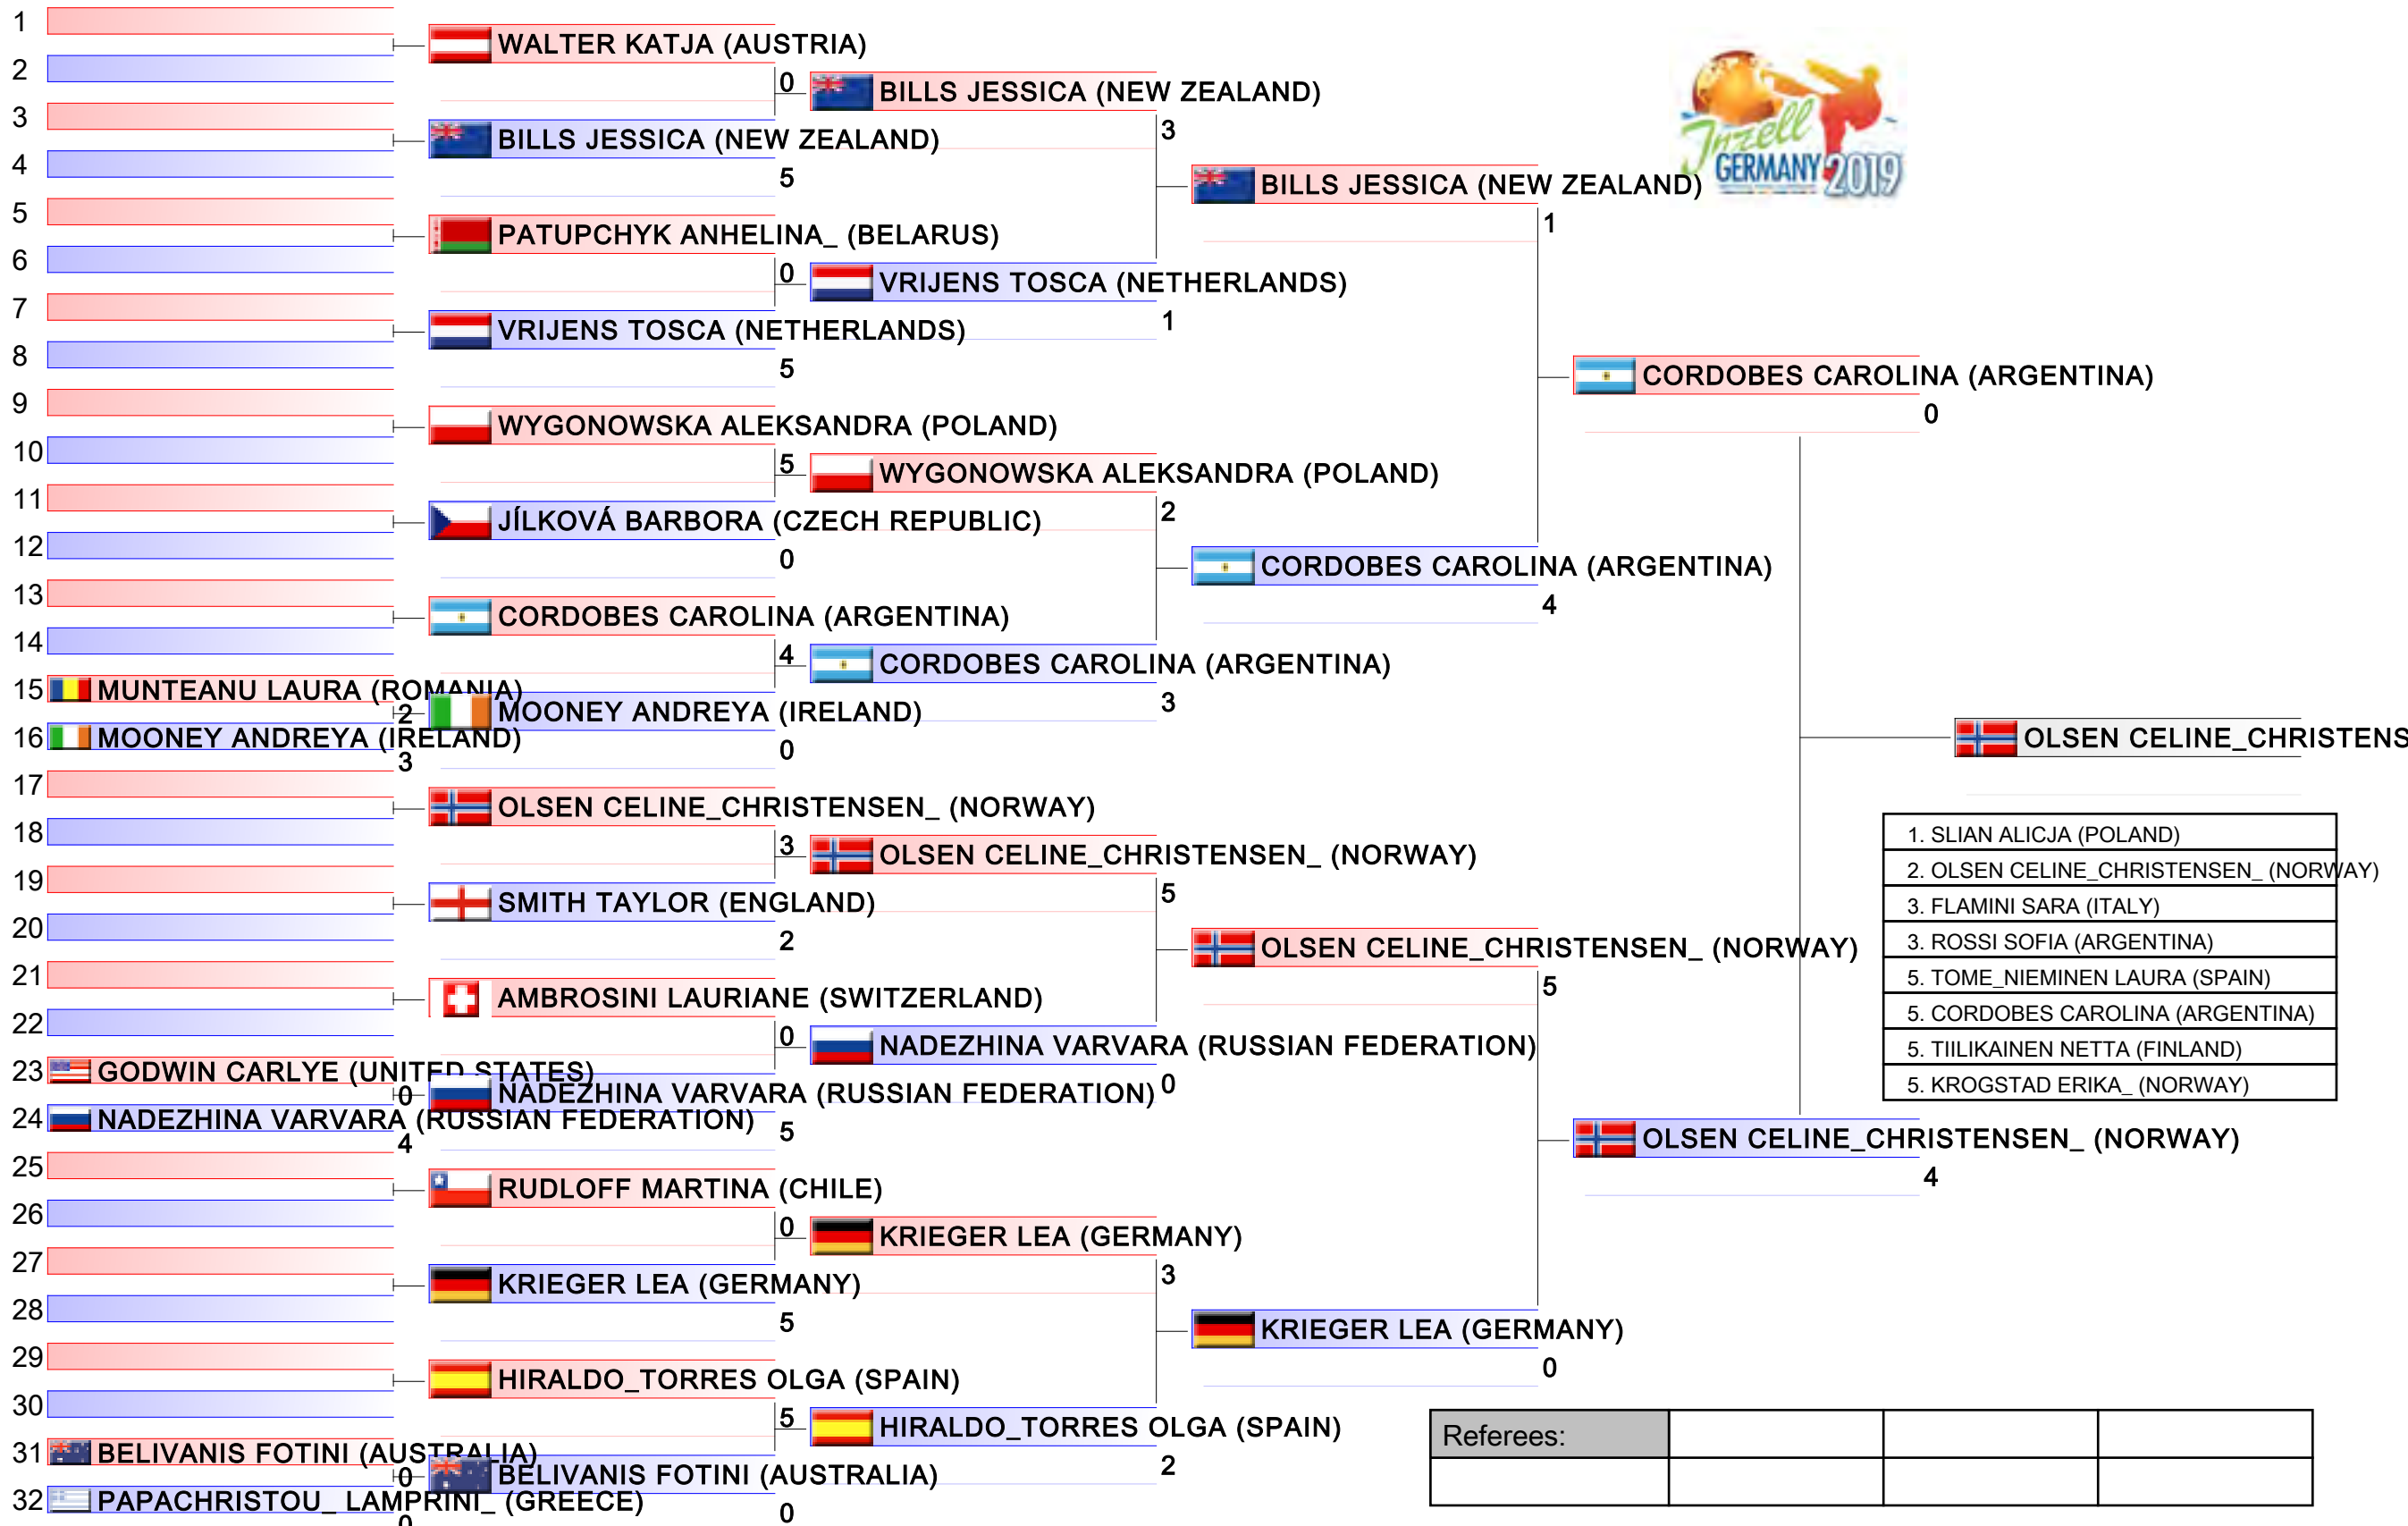 1
WALTER KATJA (AUSTRIA)
2
0
BILLS JESSICA (NEW ZEALAND)
3
3
BILLS JESSICA (NEW ZEALAND)
4
5
BILLS JESSICA (NEW ZEALAND)
5
1
PATUPCHYK ANHELINA_ (BELARUS)
6
0
VRIJENS TOSCA (NETHERLANDS)
7
1
VRIJENS TOSCA (NETHERLANDS)
8
5
CORDOBES CAROLINA (ARGENTINA)
9
0
WYGONOWSKA ALEKSANDRA (POLAND)
10
5
WYGONOWSKA ALEKSANDRA (POLAND)
11
2
JÍLKOVÁ BARBORA (CZECH REPUBLIC)
12
0
CORDOBES CAROLINA (ARGENTINA)
13
4
CORDOBES CAROLINA (ARGENTINA)
14
4
CORDOBES CAROLINA (ARGENTINA)
15 MUNTEANU LAURA (ROMANIA)
2
3
MOONEY ANDREYA (IRELAND)
16 MOONEY ANDREYA (IRELAND)
3
0
OLSEN CELINE_CHRISTENS
17
OLSEN CELINE_CHRISTENSEN_ (NORWAY)
18
3
OLSEN CELINE_CHRISTENSEN_ (NORWAY)
19
5
SMITH TAYLOR (ENGLAND)
20
2
OLSEN CELINE_CHRISTENSEN_ (NORWAY)
21
5
AMBROSINI LAURIANE (SWITZERLAND)
22
0
NADEZHINA VARVARA (RUSSIAN FEDERATION)
23 GODWIN CARLYE (UNITED STATES)
0
0
NADEZHINA VARVARA (RUSSIAN FEDERATION)
24 NADEZHINA VARVARA (RUSSIAN FEDERATION)
4
5
OLSEN CELINE_CHRISTENSEN_ (NORWAY)
4
25
RUDLOFF MARTINA (CHILE)
26
0
KRIEGER LEA (GERMANY)
27
3
KRIEGER LEA (GERMANY)
28
5
KRIEGER LEA (GERMANY)
29
0
HIRALDO_TORRES OLGA (SPAIN)
30
5
HIRALDO_TORRES OLGA (SPAIN)
31 BELIVANIS FOTINI (AUSTRALIA)
0
2
BELIVANIS FOTINI (AUSTRALIA)
32 PAPACHRISTOU_ LAMPRINI_ (GREECE)
0
0
Inzell
GERMANY 2019
1. SLIAN ALICJA (POLAND)
2. OLSEN CELINE_CHRISTENSEN_ (NORWAY)
3. FLAMINI SARA (ITALY)
3. ROSSI SOFIA (ARGENTINA)
5. TOME_NIEMINEN LAURA (SPAIN)
5. CORDOBES CAROLINA (ARGENTINA)
5. TIILIKAINEN NETTA (FINLAND)
5. KROGSTAD ERIKA_ (NORWAY)
Referees: